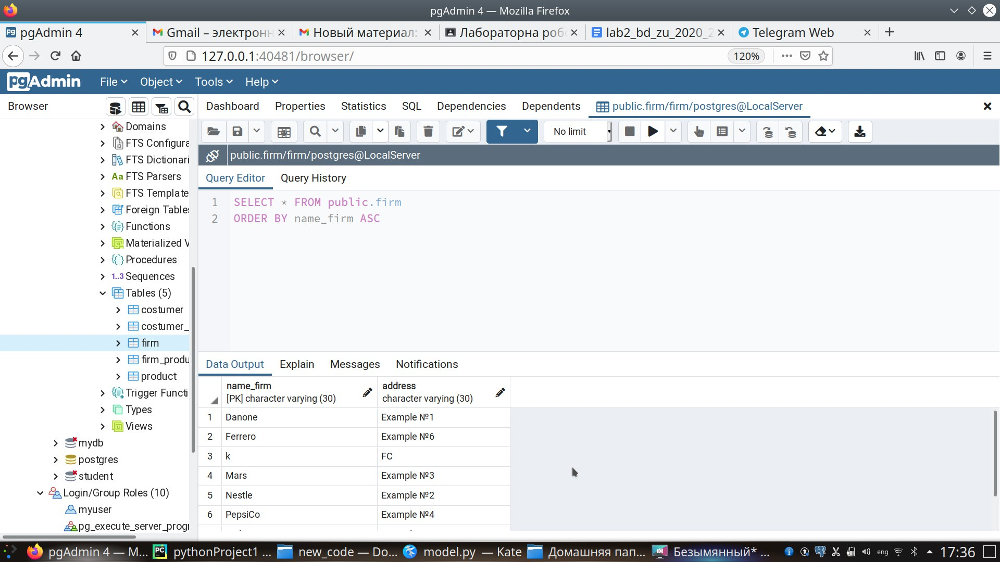 pgAdmin 4 — Mozilla Firefox
pgAdmin 4
Gmail – электронн
Новый материал:
Лабораторна робо
lab2_bd_zu_2020_2
Telegram Web
127.0.0.1:40481/browser/
120%
pgAdmin
File
Object
Tools
Help
Browser
Dashboard
Properties
Statistics
SQL
Dependencies
Dependents
public.firm/firm/postgres@LocalServer
No limit
public.firm/firm/postgres@LocalServer
Query Editor
Query History
1 SELECT * FROM public.firm
2 ORDER BY name_firm ASC
Domains
FTS Configura
FTS Dictionari
Aa FTS Parsers
FTS Template
Foreign Tables
Functions
Materialized V
Procedures
1..3 Sequences
Tables (5)
costumer
costumer_
firm
firm_produ
product
Trigger Functi
Types
Views
mydb
postgres
student
Login/Group Roles (10)
myuser
pg_execute_server_progr
Data Output
Explain
Messages
Notifications
name_firm
[PK] character varying (30)
address
character varying (30)
1 Danone Example №1
2 Ferrero Example №6
3 k FC
4 Mars Example №3
5 Nestle Example №2
6 PepsiCo Example №4
pgAdmin 4 — M...
PC
pythonProject1 ...
new_code — Do...
model.py — Kate
Домашняя пап...
Безымянный* ...
eng
17:36